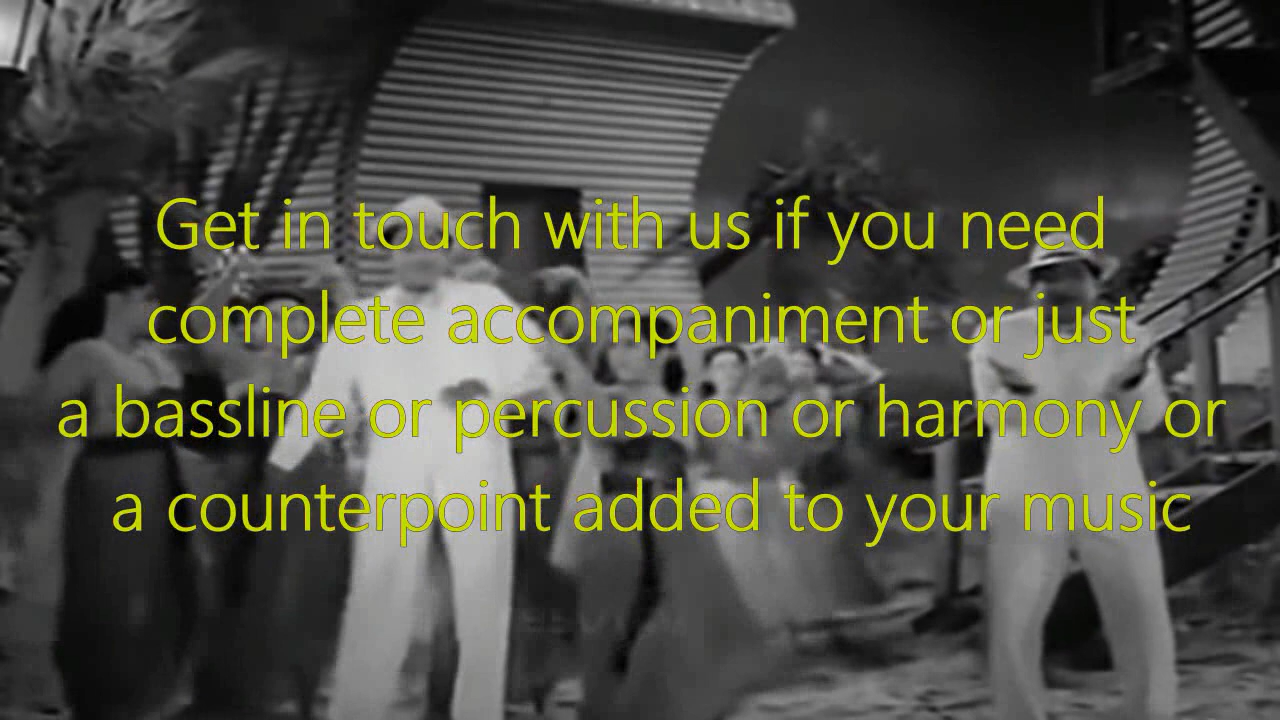 Get in touch with us if you need
complete accompaniment or just
a bassline or percussion or harmony or
a counterpoint added to your music